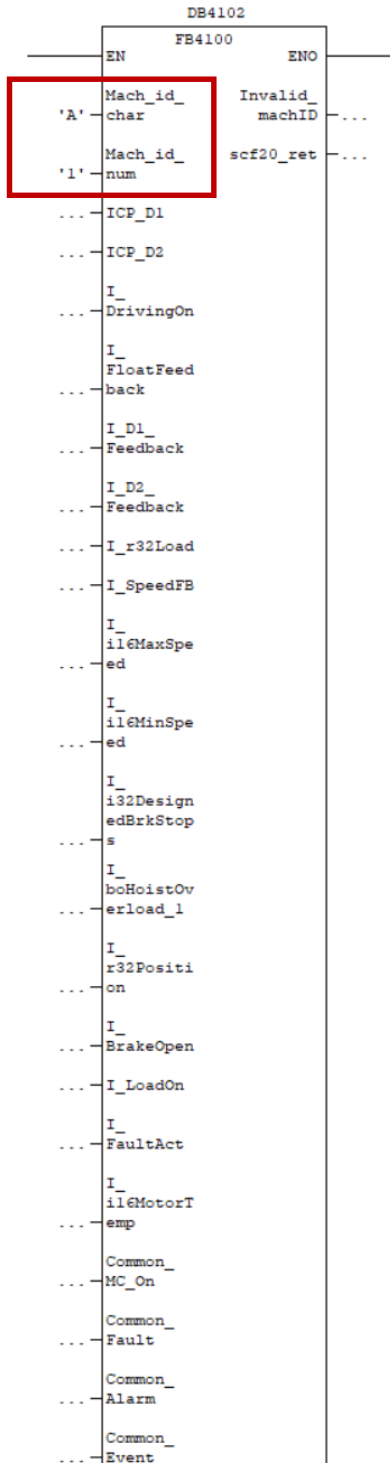 DB4102
FB4100
EN ENO
'A' Mach_id_
char
Invalid_
machID ...
'1' Mach_id_
num
scf20_ret ...
... ICP_D1
... ICP_D2
I_
... DrivingOn
I_
FloatFeed
... back
I_D1_
... Feedback
I_D2_
... Feedback
... I_r32Load
... I_SpeedFB
I_
i16MaxSpe
... ed
I_
i16MinSpe
... ed
I_
i32Design
edBrkStop
... s
I_
boHoistOv
... erload_1
I_
r32Positi
... on
I_
... BrakeOpen
... I_LoadOn
I_
... FaultAct
I_
i16MotorT
... emp
Common_
... MC_On
Common_
... Fault
Common_
... Alarm
Common_
... Event